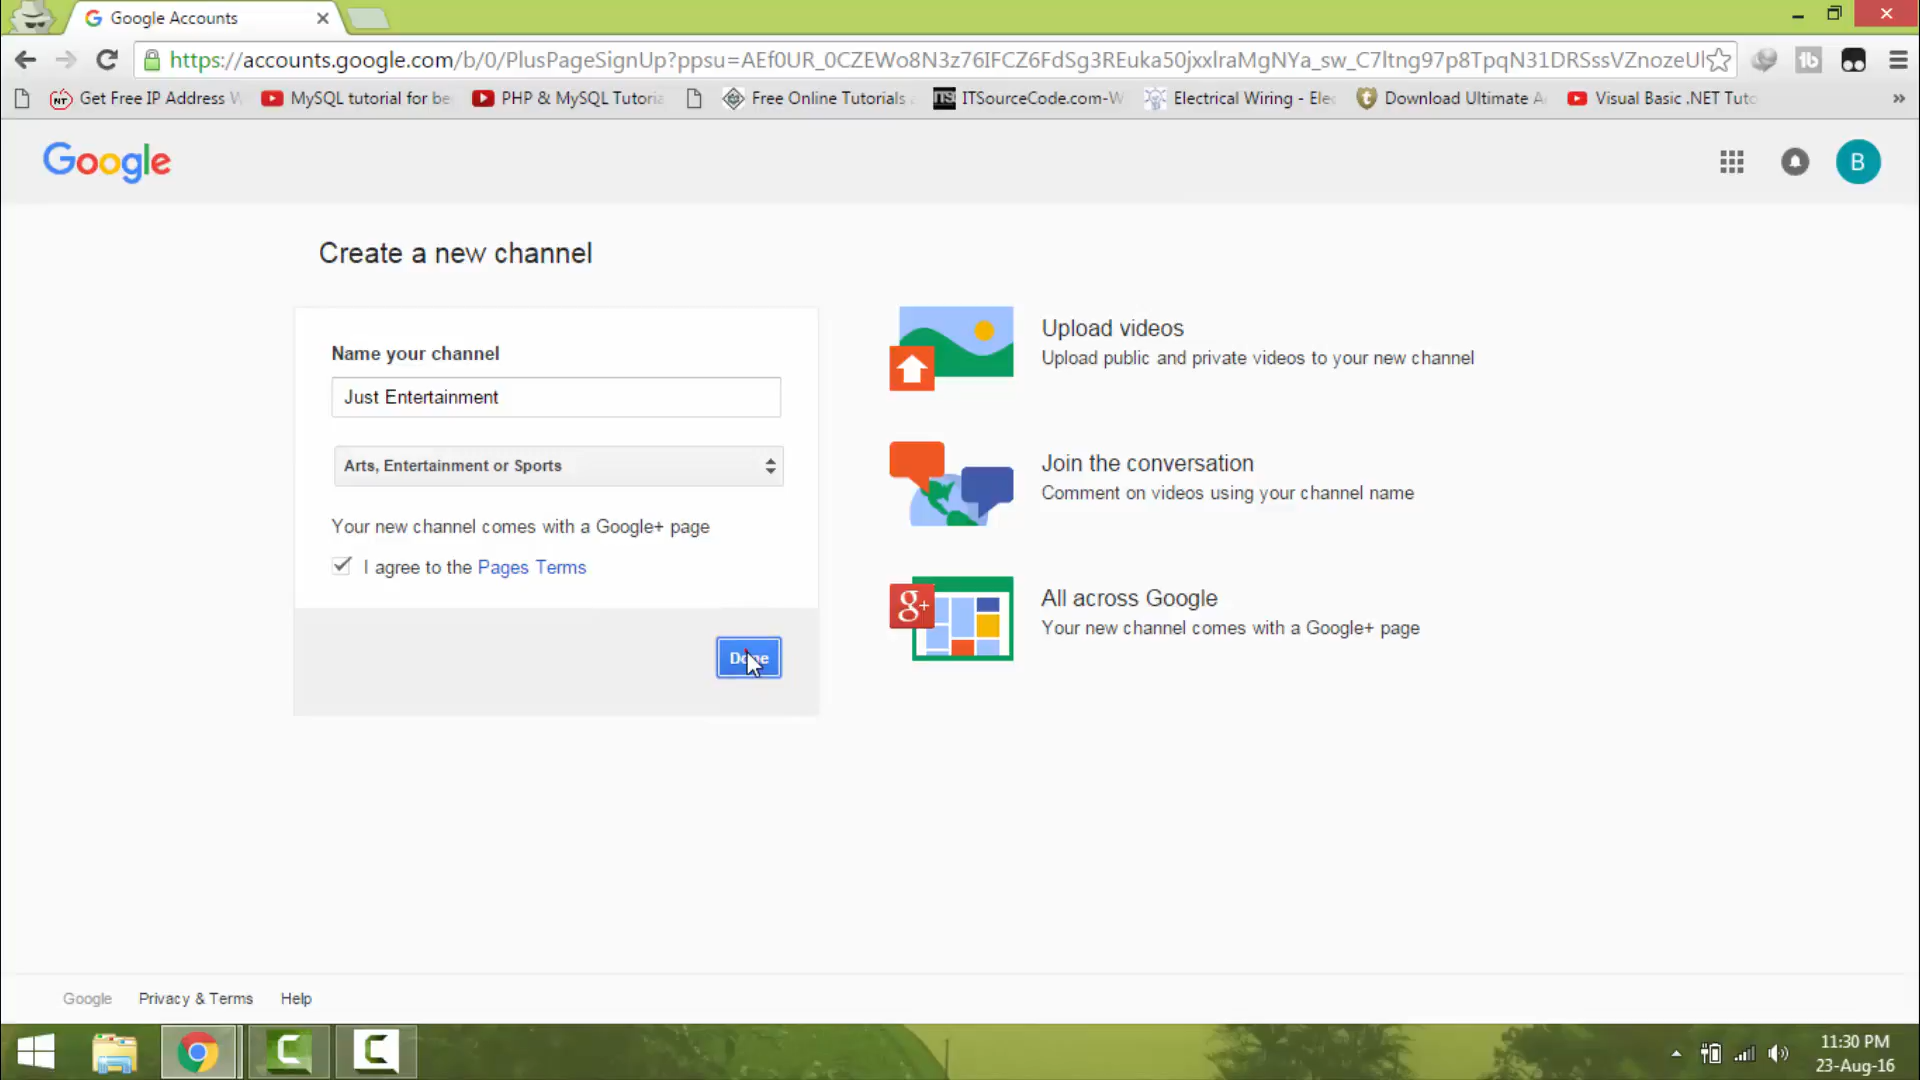 Google Accounts
https://accounts.google.com/b/0/PlusPageSignUp?ppsu=AEf0UR_0CZEWo8N3z76IFCZ6FdSg3REuka50jxxlraMgNYa_sw_C7ltng97p8TpqN31DRSssVZnozeUl
NT Get Free IP Address W
MySQL tutorial for be
PHP & MySQL Tutoria
Free Online Tutorials
ITS ITSourceCode.com-W
Electrical Wiring - Ele
Download Ultimate A
Visual Basic .NET Tuto
Google
B
Create a new channel
Name your channel
Just Entertainment
Arts, Entertainment or Sports
Your new channel comes with a Google+ page
I agree to the Pages Terms
Done
Upload videos
Upload public and private videos to your new channel
Join the conversation
Comment on videos using your channel name
g+
All across Google
Your new channel comes with a Google+ page
Google Privacy & Terms Help
11:30 PM
23-Aug-16